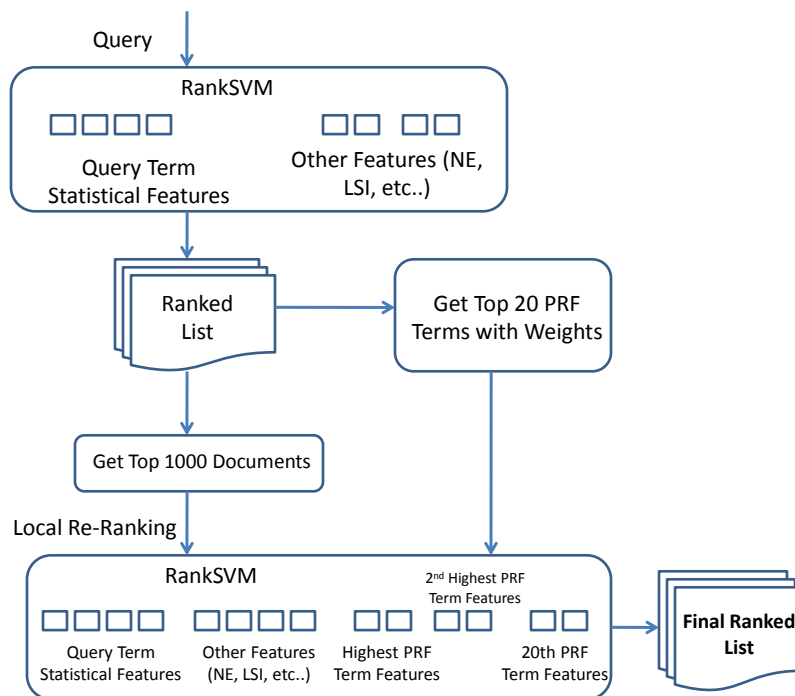 Query
RankSVM
Query Term
Statistical Features
Other Features (NE,
LSI, etc..)
Ranked
List
Get Top 20 PRF
Terms with Weights
Get Top 1000 Documents
Local Re-Ranking
RankSVM
2nd Highest PRF
Term Features
Query Term
Statistical Features
Other Features
(NE, LSI, etc..)
Highest PRF
Term Features
20th PRF
Term Features
Final Ranked
List